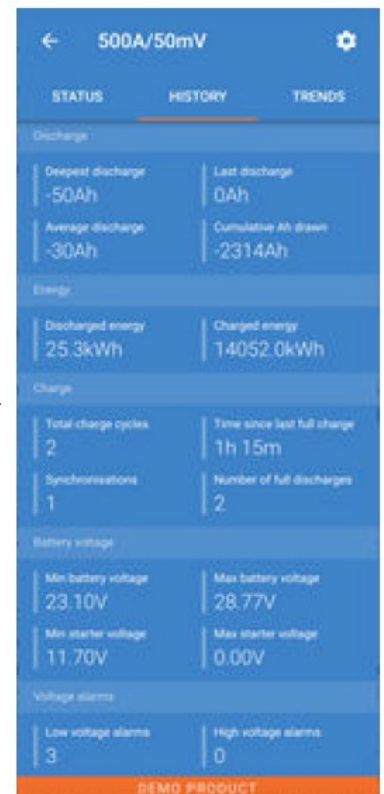 500A/50mV
STATUS HISTORY TRENDS
Discharge
Deepest discharge Last discharge
-50Ah 0Ah
Average discharge Cumulative Ah drawn
-30Ah -2314Ah
Energy
Discharged energy Charged energy
25.3kWh 14052.0kWh
Charge
Total charge cycles Time since last full charge
2 1h 15m
Synchronisations Number of full discharges
1 2
Battery voltage
Min battery voltage Max battery voltage
23.10V 28.77V
Min starter voltage Max starter voltage
11.70V 0.00V
Voltage alarms
Low voltage alarms High voltage alarms
3 0
DEMO PRODUCT